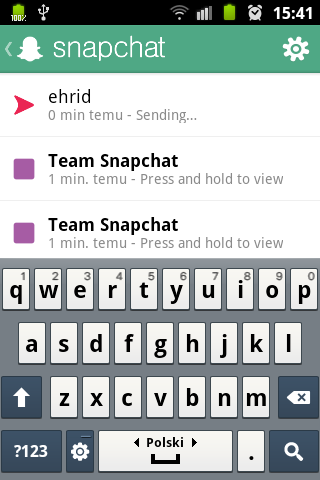 100%
15:41
snapchat
ehrid
0 min temu - Sending...
Team Snapchat
1 min. temu - Press and hold to view
Team Snapchat
1 min. temu - Press and hold to view
1 2 3 4 5 6 7 8 9 0
q w e r t y u i o p
a s d f g h j k l
z x c v b n m
?123 Polski .